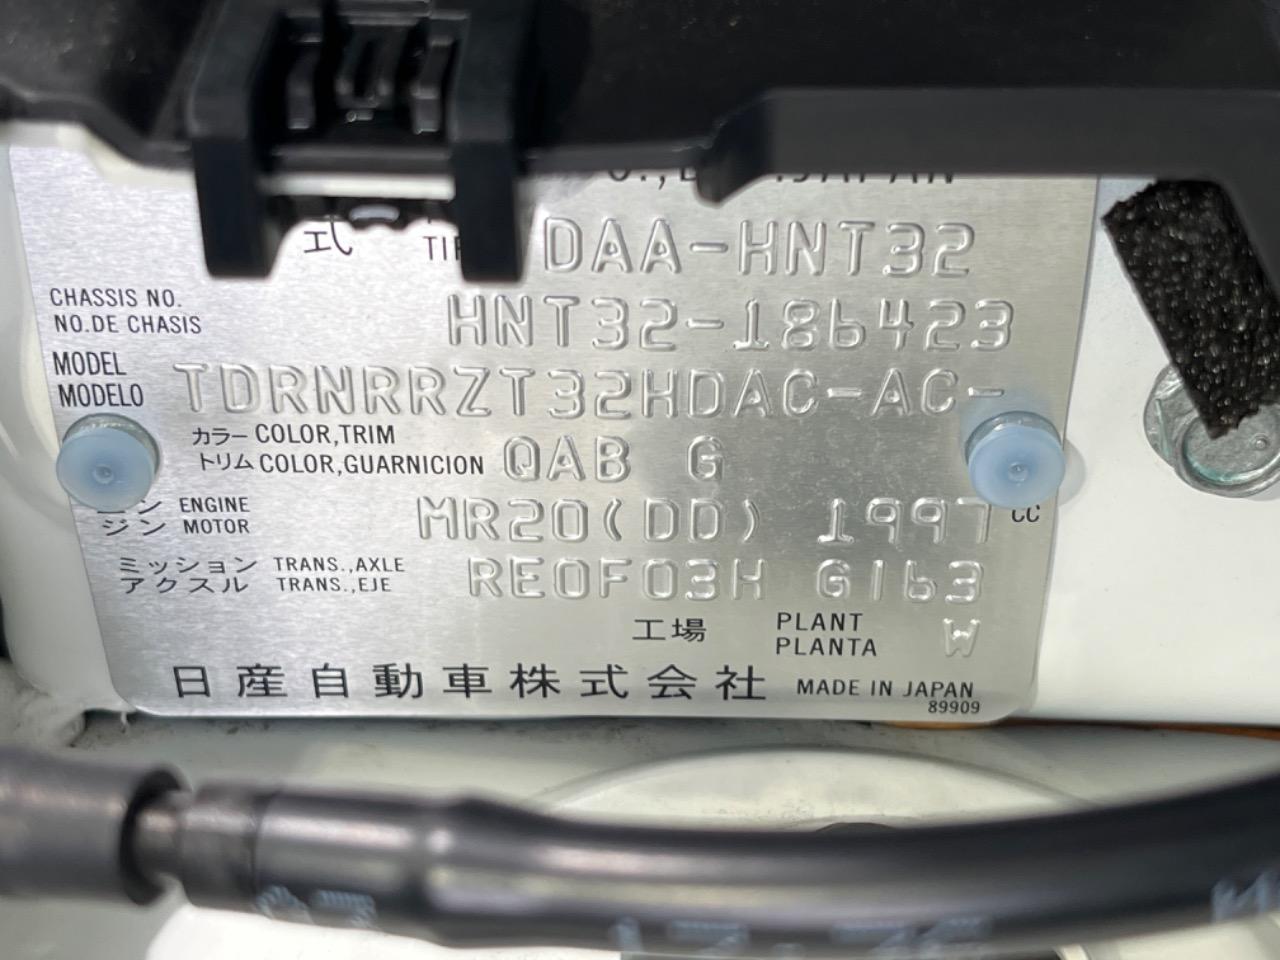 式 DAA-HNT32
CHASSIS NO.
NO.DE CHASIS
HNT32-186423
MODEL
MODELO
TDRNRRZT32HDAC-AC-
カラー COLOR,TRIM
トリム COLOR,GUARNICION
QAB G
ENGINE
MOTOR
MR20(DD) 1997 CC
ミッション TRANS.,AXLE
アクスル TRANS.,EJE
RE0F03H G163
工場 PLANT
PLANTA
W
日産自動車株式会社 MADE IN JAPAN
89909